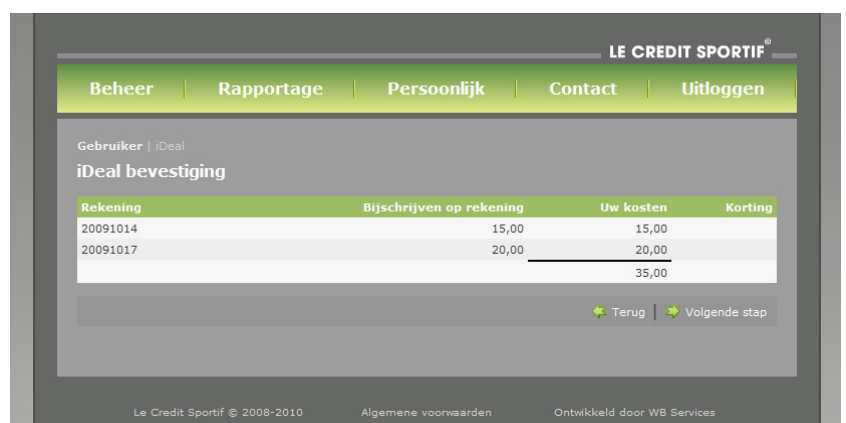 LE CREDIT SPORTIF®
Beheer Rapportage Persoonlijk Contact Uitloggen
Gebruiker | iDeal
iDeal bevestiging
Rekening Bijschrijven op rekening Uw kosten Korting
20091014 15,00 15,00
20091017 20,00 20,00
35,00
Terug | Volgende stap
Le Credit Sportif © 2008-2010 Algemene voorwaarden Ontwikkeld door WB Services